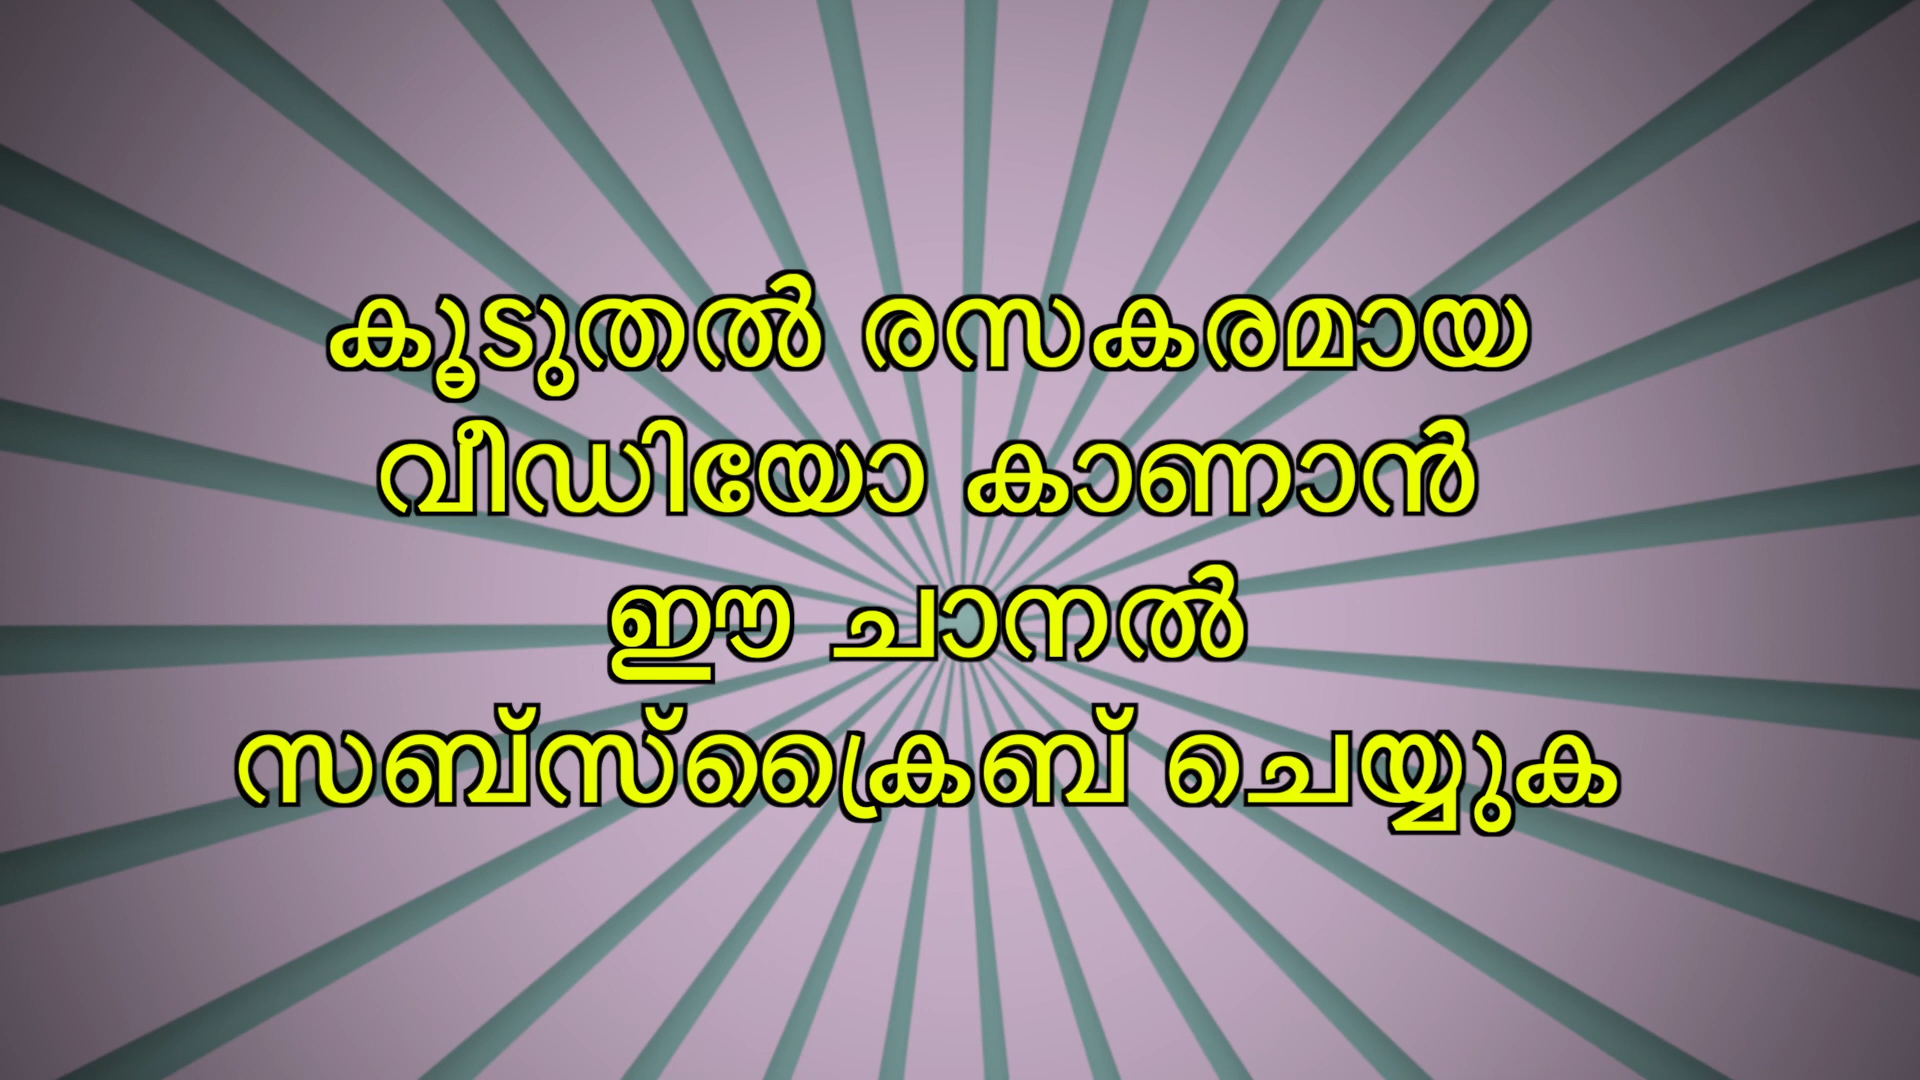 കൂടുതൽ രസകരമായ
വീഡിയോ കാണാൻ
ഈ ചാനൽ
സബ്സ്ക്രൈബ് ചെയ്യുക